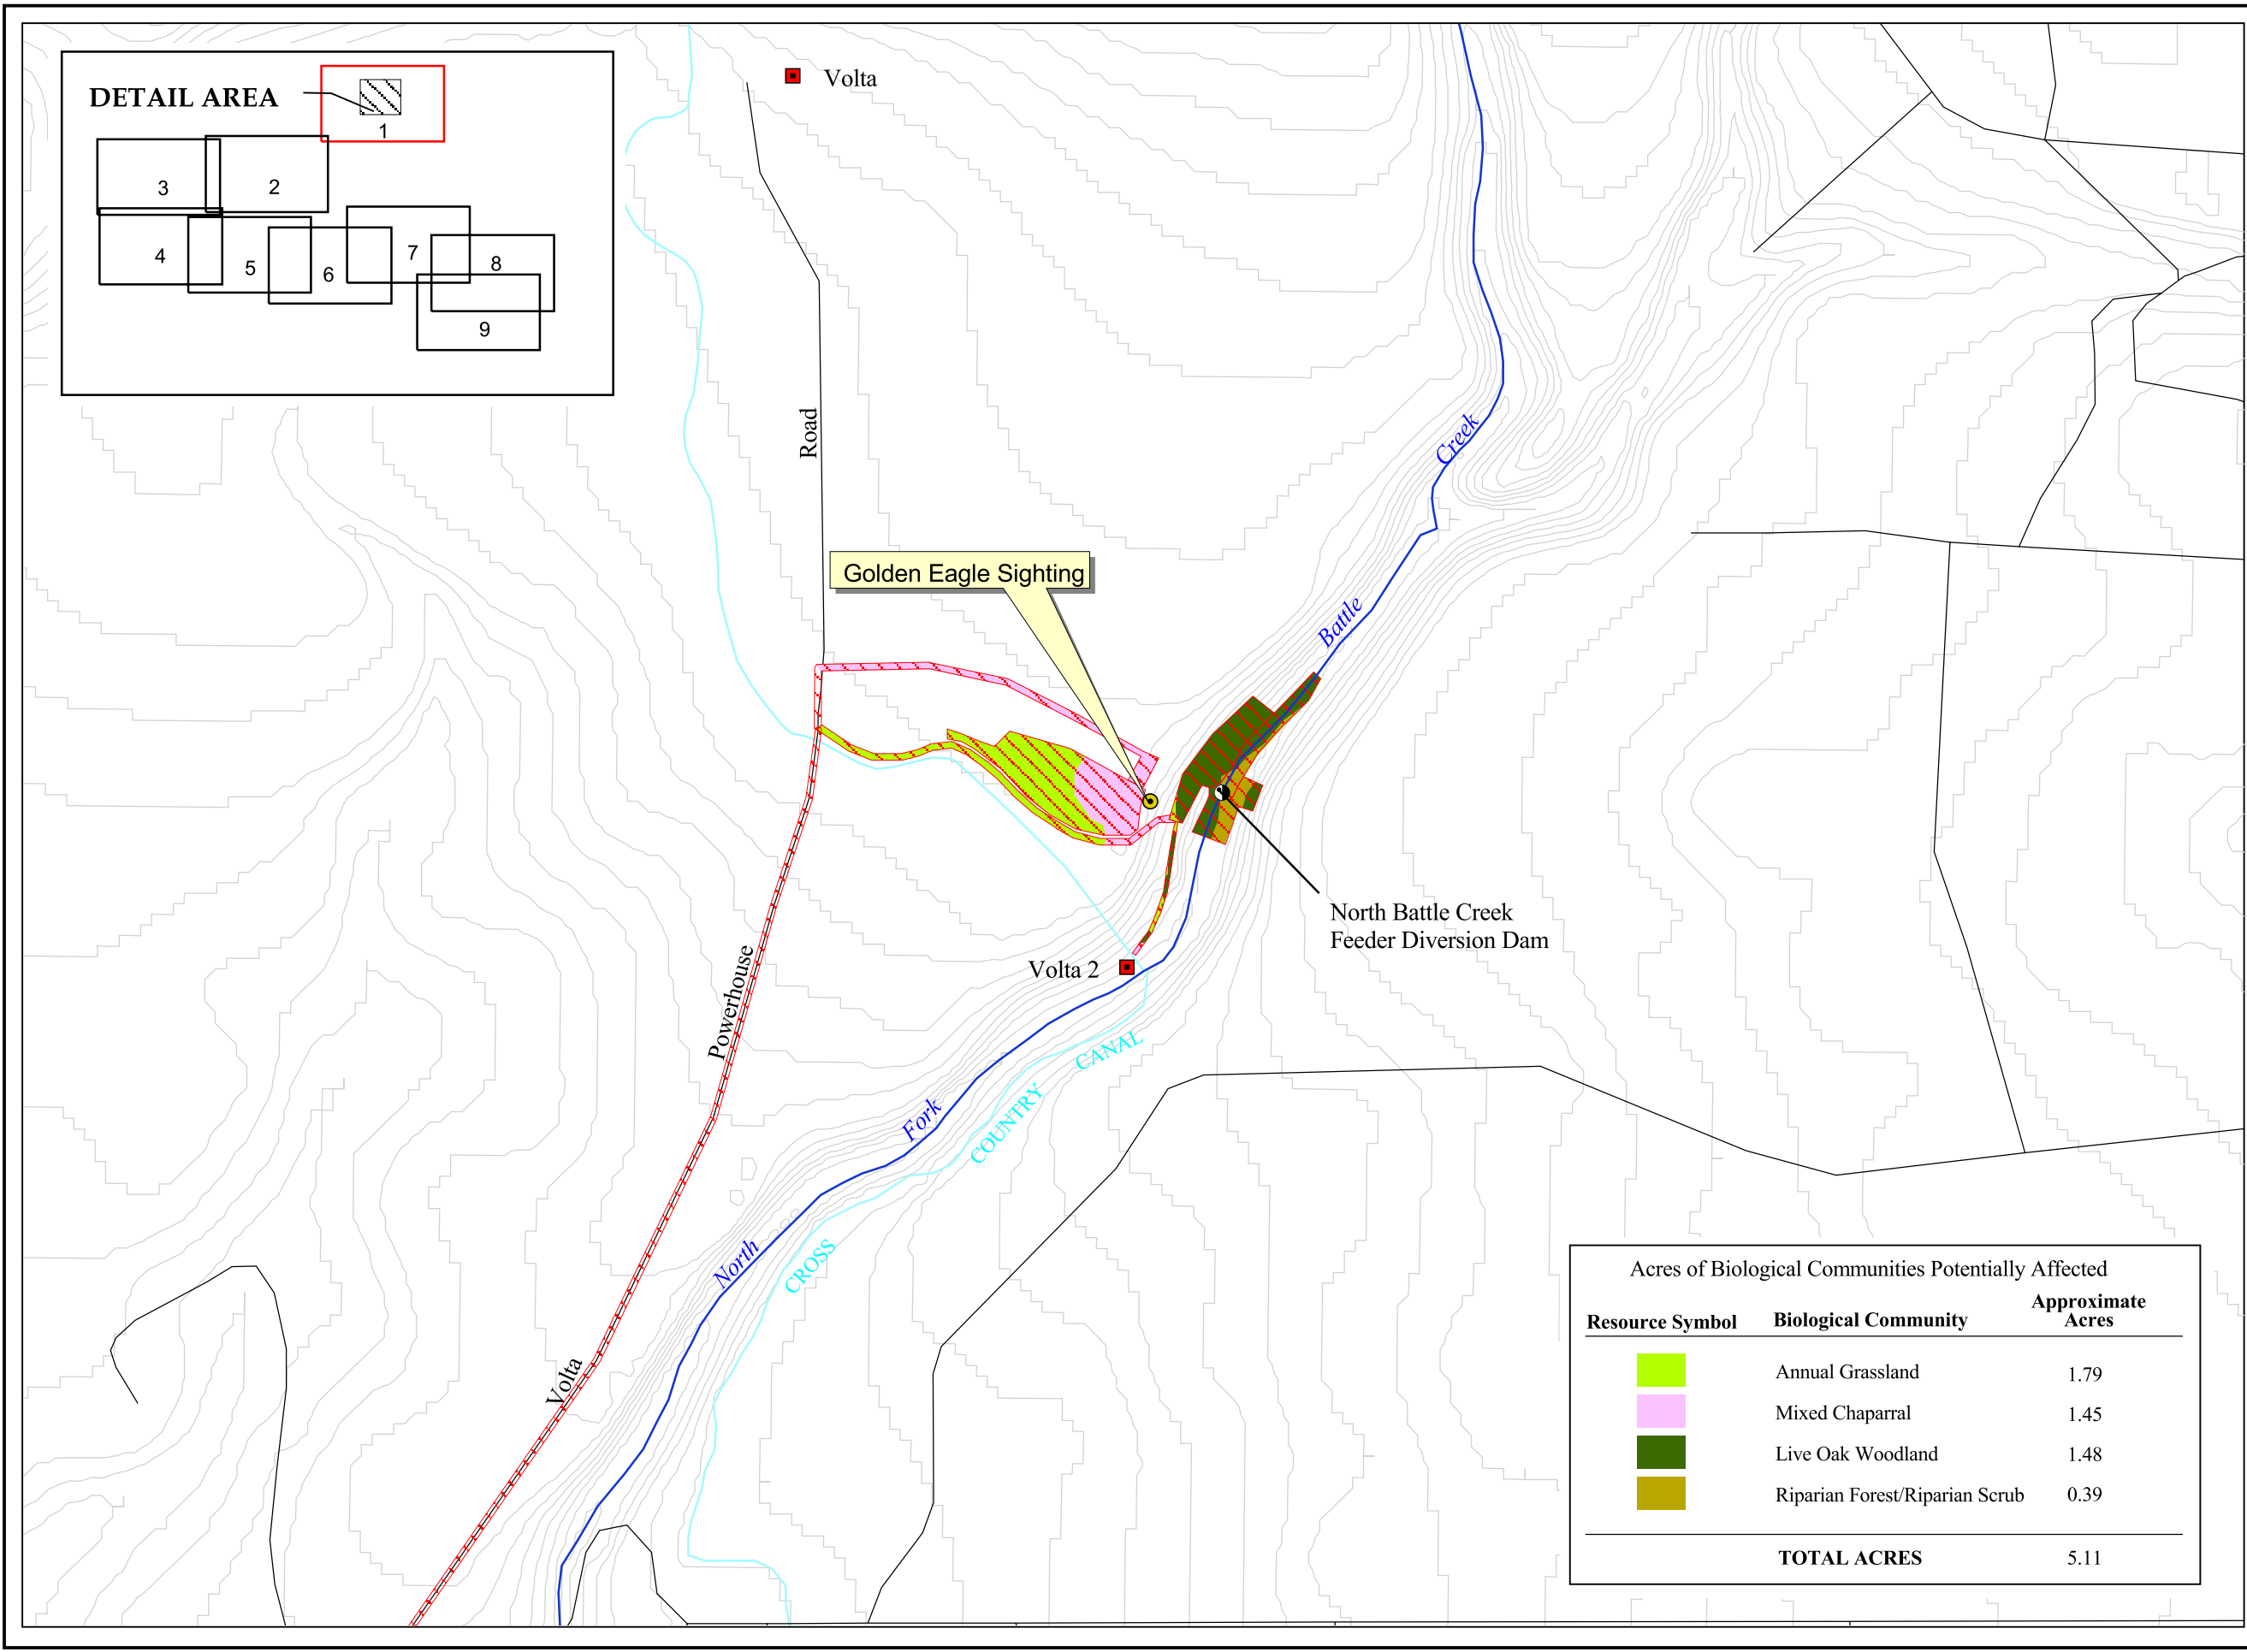 DETAIL AREA
1
3
2
4
5
6
7
8
9
Volta
Road
Creek
Golden Eagle Sighting
Battle
North Battle Creek
Feeder Diversion Dam
Volta 2
Powerhouse
CANAL
Fork
COUNTRY
North
CROSS
Volta
Acres of Biological Communities Potentially Affected
Resource Symbol Biological Community Approximate Acres
Annual Grassland 1.79
Mixed Chaparral 1.45
Live Oak Woodland 1.48
Riparian Forest/Riparian Scrub 0.39
TOTAL ACRES 5.11